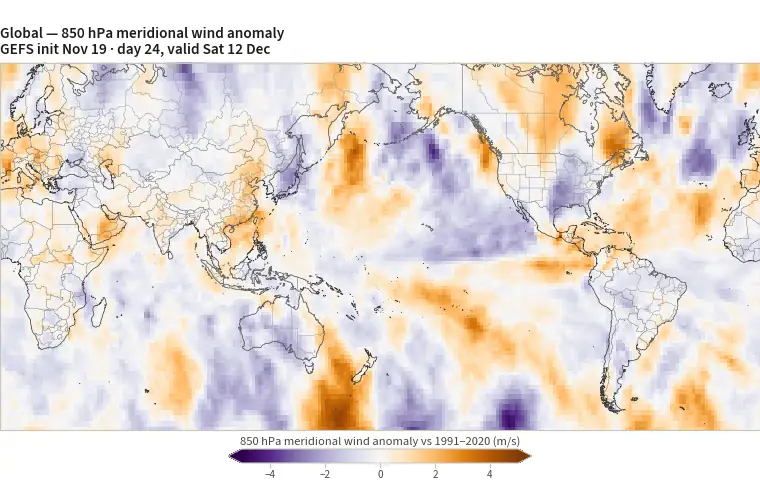 Global — 850 hPa meridional wind anomaly
GEFS init Nov 19 · day 24, valid Sat 12 Dec
850 hPa meridional wind anomaly vs 1991–2020 (m/s)
−4 −2 0 2 4